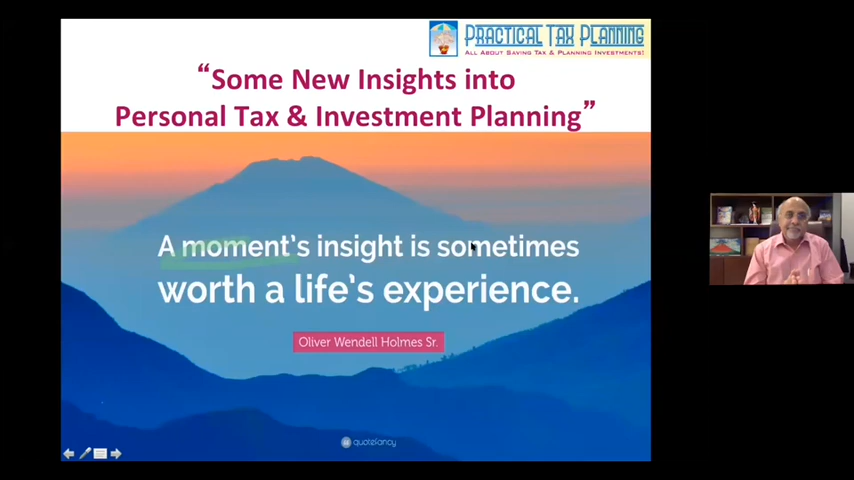 PRACTICAL TAX PLANNING
ALL ABOUT SAVING TAX & PLANNING INVESTMENTS!
“Some New Insights into
Personal Tax & Investment Planning”
A moment's insight is sometimes
worth a life's experience.
Oliver Wendell Holmes Sr.
quotefancy